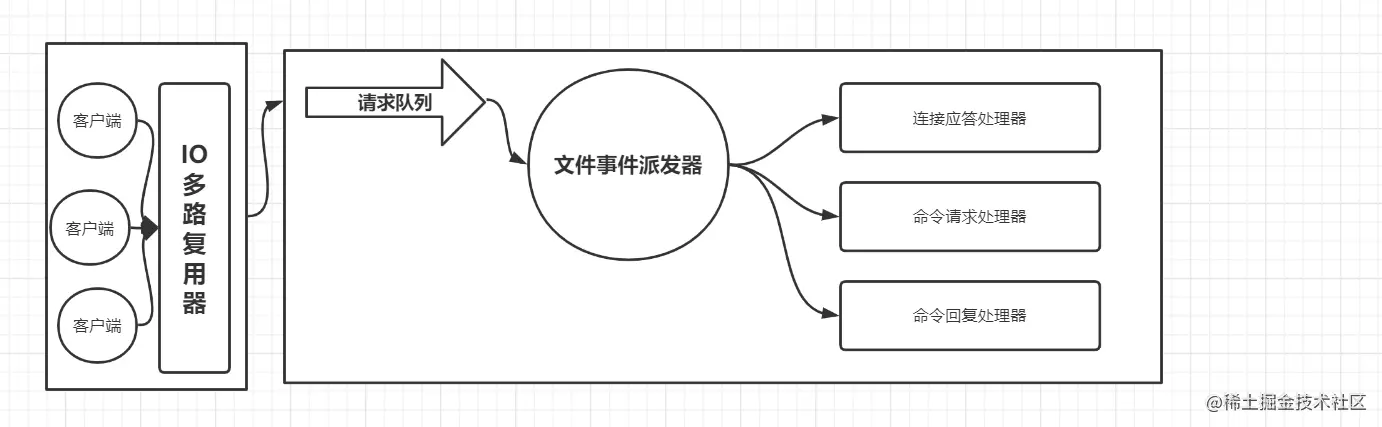 客户端
客户端
客户端
IO
多
路
复
用
器
请求队列
文件事件派发器
连接应答处理器
命令请求处理器
命令回复处理器
@稀土掘金技术社区